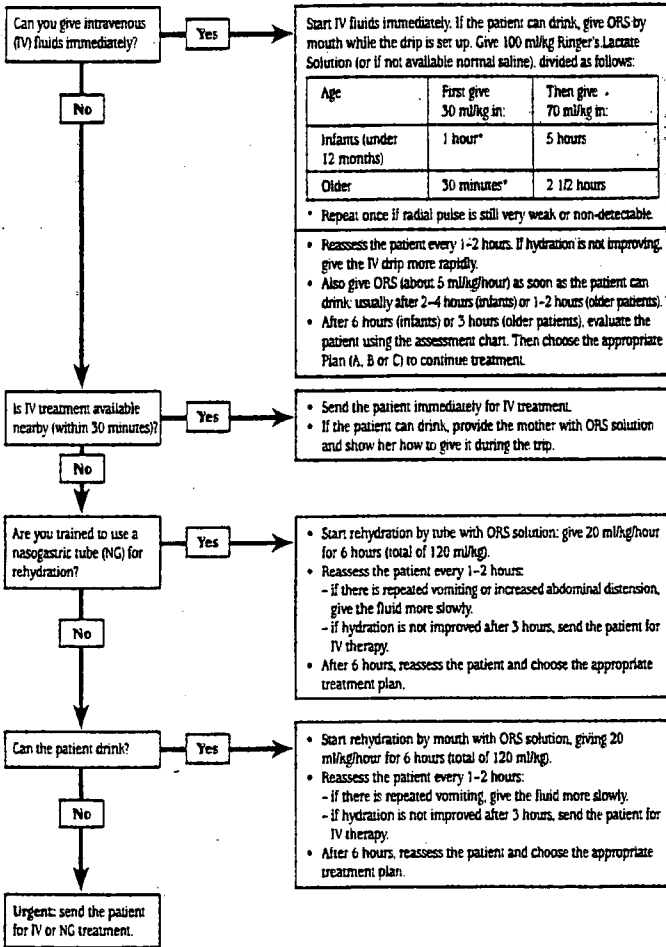 Can you give intravenous
(IV) fluids immediately?
Yes
Start IV fluids immediately. If the patient can drink, give ORS by
mouth while the drip is set up. Give 100 ml/kg Ringer's Lactate
Solution (or if not available normal saline), divided as follows:
Age
First give
30 ml/kg in:
Then give
70 ml/kg in:
Infants (under
12 months)
1 hour*
5 hours
Older
30 minutes*
2 1/2 hours
* Repeat once if radial pulse is still very weak or non-detectable.
• Reassess the patient every 1-2 hours. If hydration is not improving,
give the IV drip more rapidly.
• Also give ORS (about 5 ml/kg/hour) as soon as the patient can
drink: usually after 2-4 hours (infants) or 1-2 hours (older patients).
• After 6 hours (infants) or 3 hours (older patients), evaluate the
patient using the assessment chart. Then choose the appropriate
Plan (A, B or C) to continue treatment.
No
Is IV treatment available
nearby (within 30 minutes)?
Yes
• Send the patient immediately for IV treatment.
• If the patient can drink, provide the mother with ORS solution
and show her how to give it during the trip.
No
Are you trained to use a
nasogastric tube (NG) for
rehydration?
Yes
• Start rehydration by tube with ORS solution: give 20 ml/kg/hour
for 6 hours (total of 120 ml/kg).
• Reassess the patient every 1-2 hours:
– if there is repeated vomiting or increased abdominal distension,
give the fluid more slowly.
– if hydration is not improved after 3 hours, send the patient for
IV therapy.
• After 6 hours, reassess the patient and choose the appropriate
treatment plan.
No
Can the patient drink?
Yes
• Start rehydration by mouth with ORS solution, giving 20
ml/kg/hour for 6 hours (total of 120 ml/kg).
• Reassess the patient every 1-2 hours:
– if there is repeated vomiting, give the fluid more slowly.
– if hydration is not improved after 3 hours, send the patient for
IV therapy.
• After 6 hours, reassess the patient and choose the appropriate
treatment plan.
No
Urgent: send the patient
for IV or NG treatment.